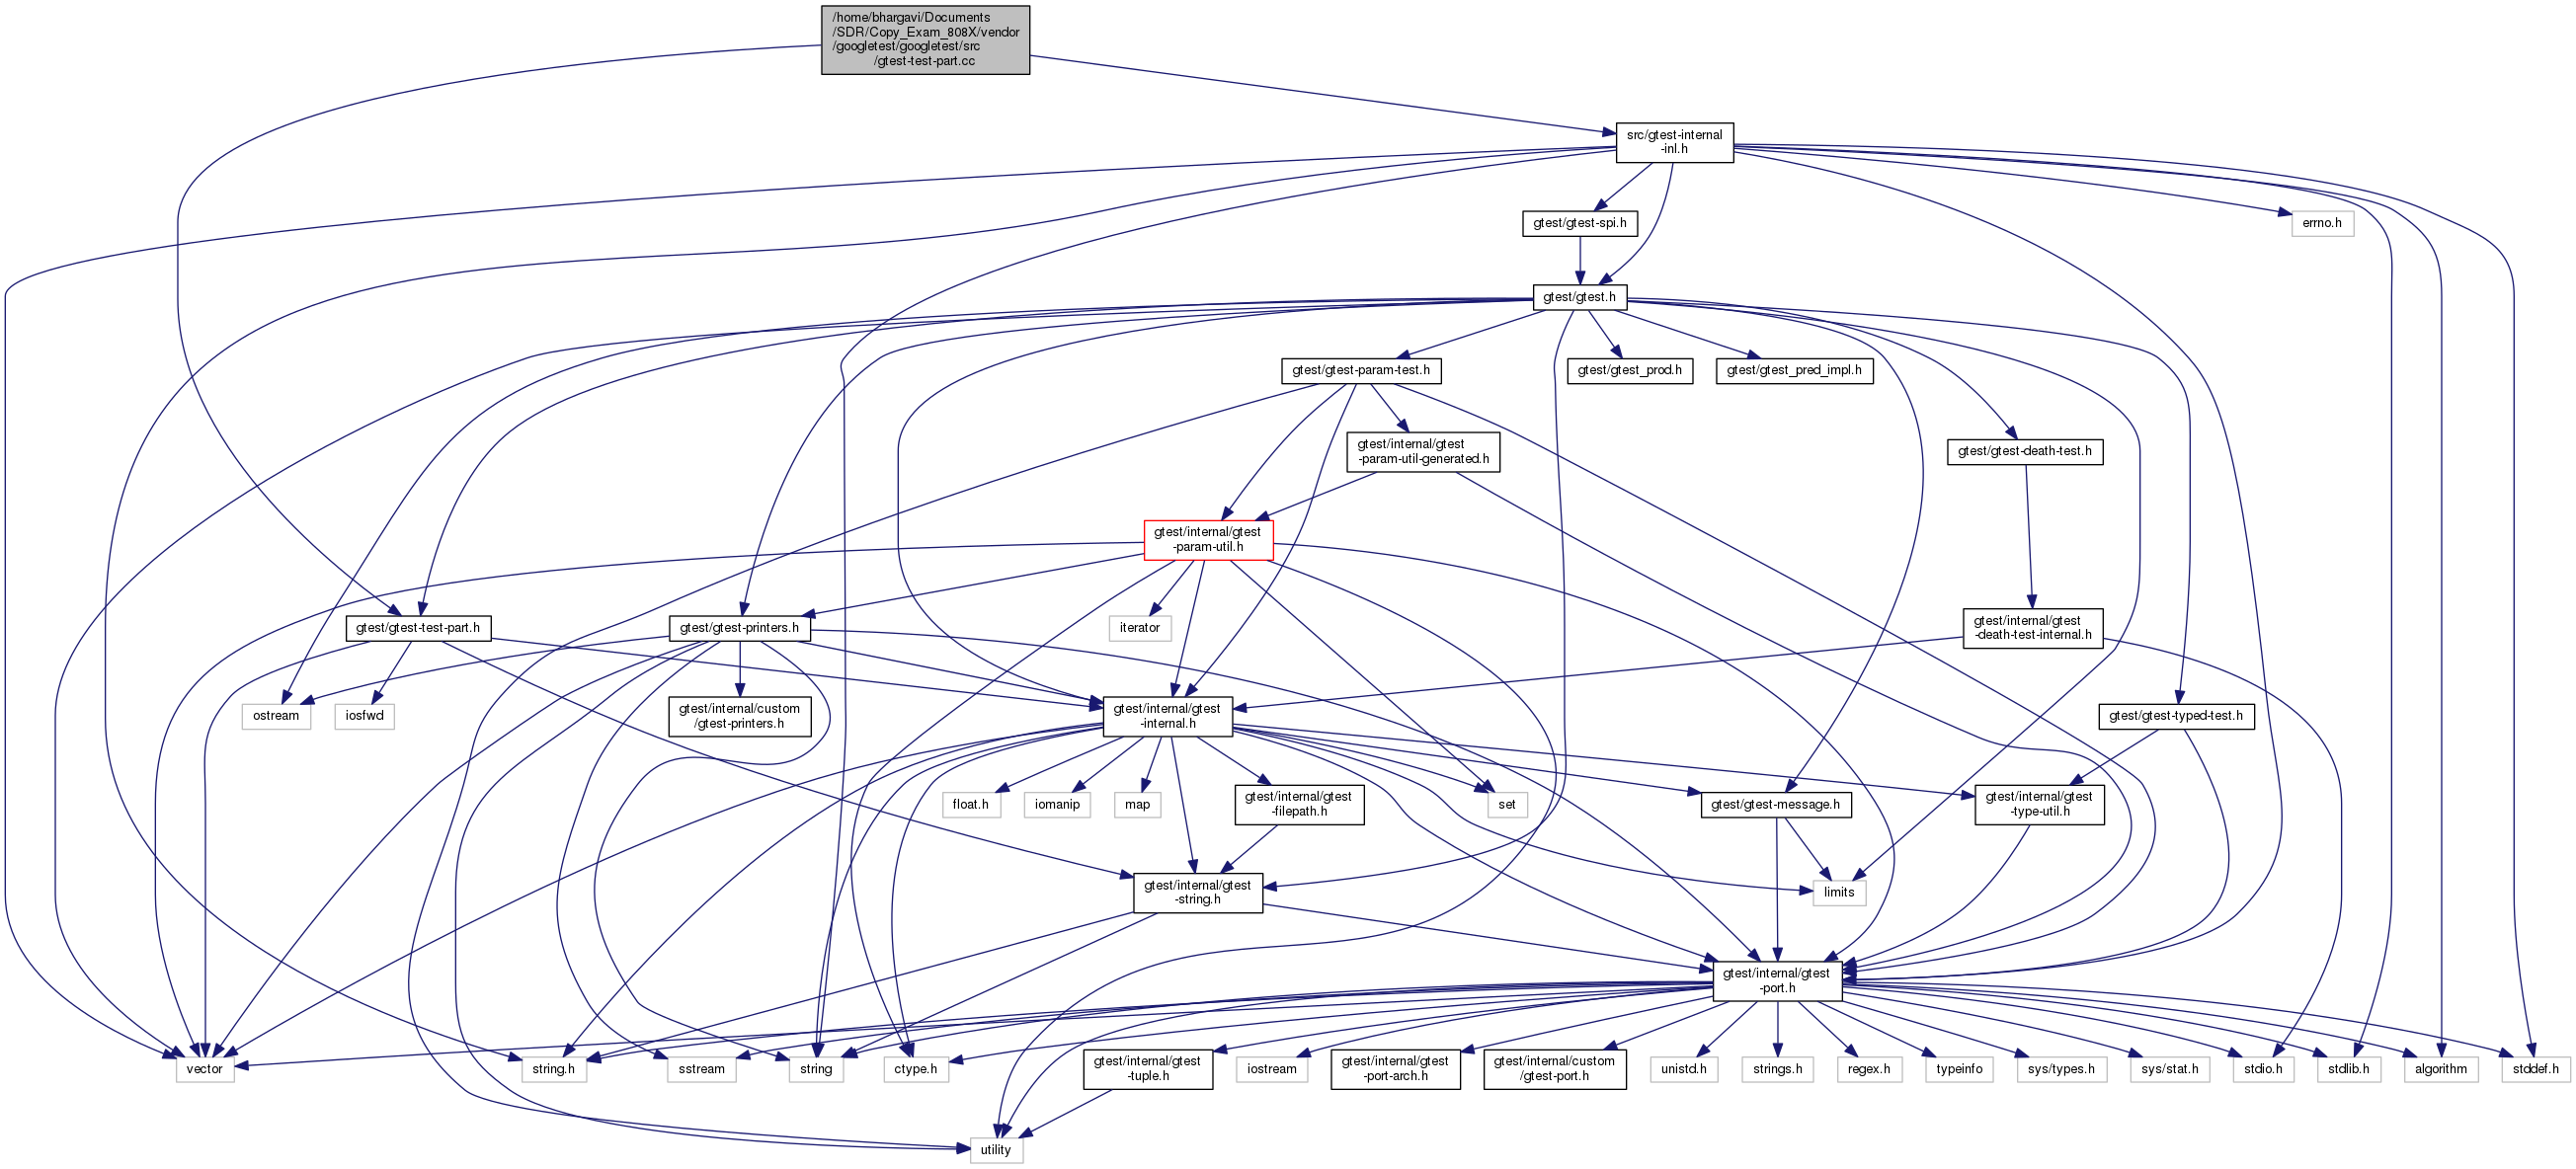 /home/bhargavi/Documents
/SDR/Copy_Exam_808X/vendor
/googletest/googletest/src
/gtest-test-part.cc
src/gtest-internal
-inl.h
gtest/gtest-spi.h
errno.h
gtest/gtest.h
gtest/gtest-param-test.h
gtest/gtest_prod.h
gtest/gtest_pred_impl.h
gtest/internal/gtest
-param-util-generated.h
gtest/gtest-death-test.h
gtest/internal/gtest
-param-util.h
gtest/gtest-test-part.h
gtest/gtest-printers.h
iterator
gtest/internal/gtest
-death-test-internal.h
ostream
iosfwd
gtest/internal/custom
/gtest-printers.h
gtest/internal/gtest
-internal.h
gtest/gtest-typed-test.h
float.h
iomanip
map
gtest/internal/gtest
-filepath.h
set
gtest/gtest-message.h
gtest/internal/gtest
-type-util.h
gtest/internal/gtest
-string.h
limits
gtest/internal/gtest
-port.h
vector
string.h
sstream
string
ctype.h
gtest/internal/gtest
-tuple.h
iostream
gtest/internal/gtest
-port-arch.h
gtest/internal/custom
/gtest-port.h
unistd.h
strings.h
regex.h
typeinfo
sys/types.h
sys/stat.h
stdio.h
stdlib.h
algorithm
stddef.h
utility